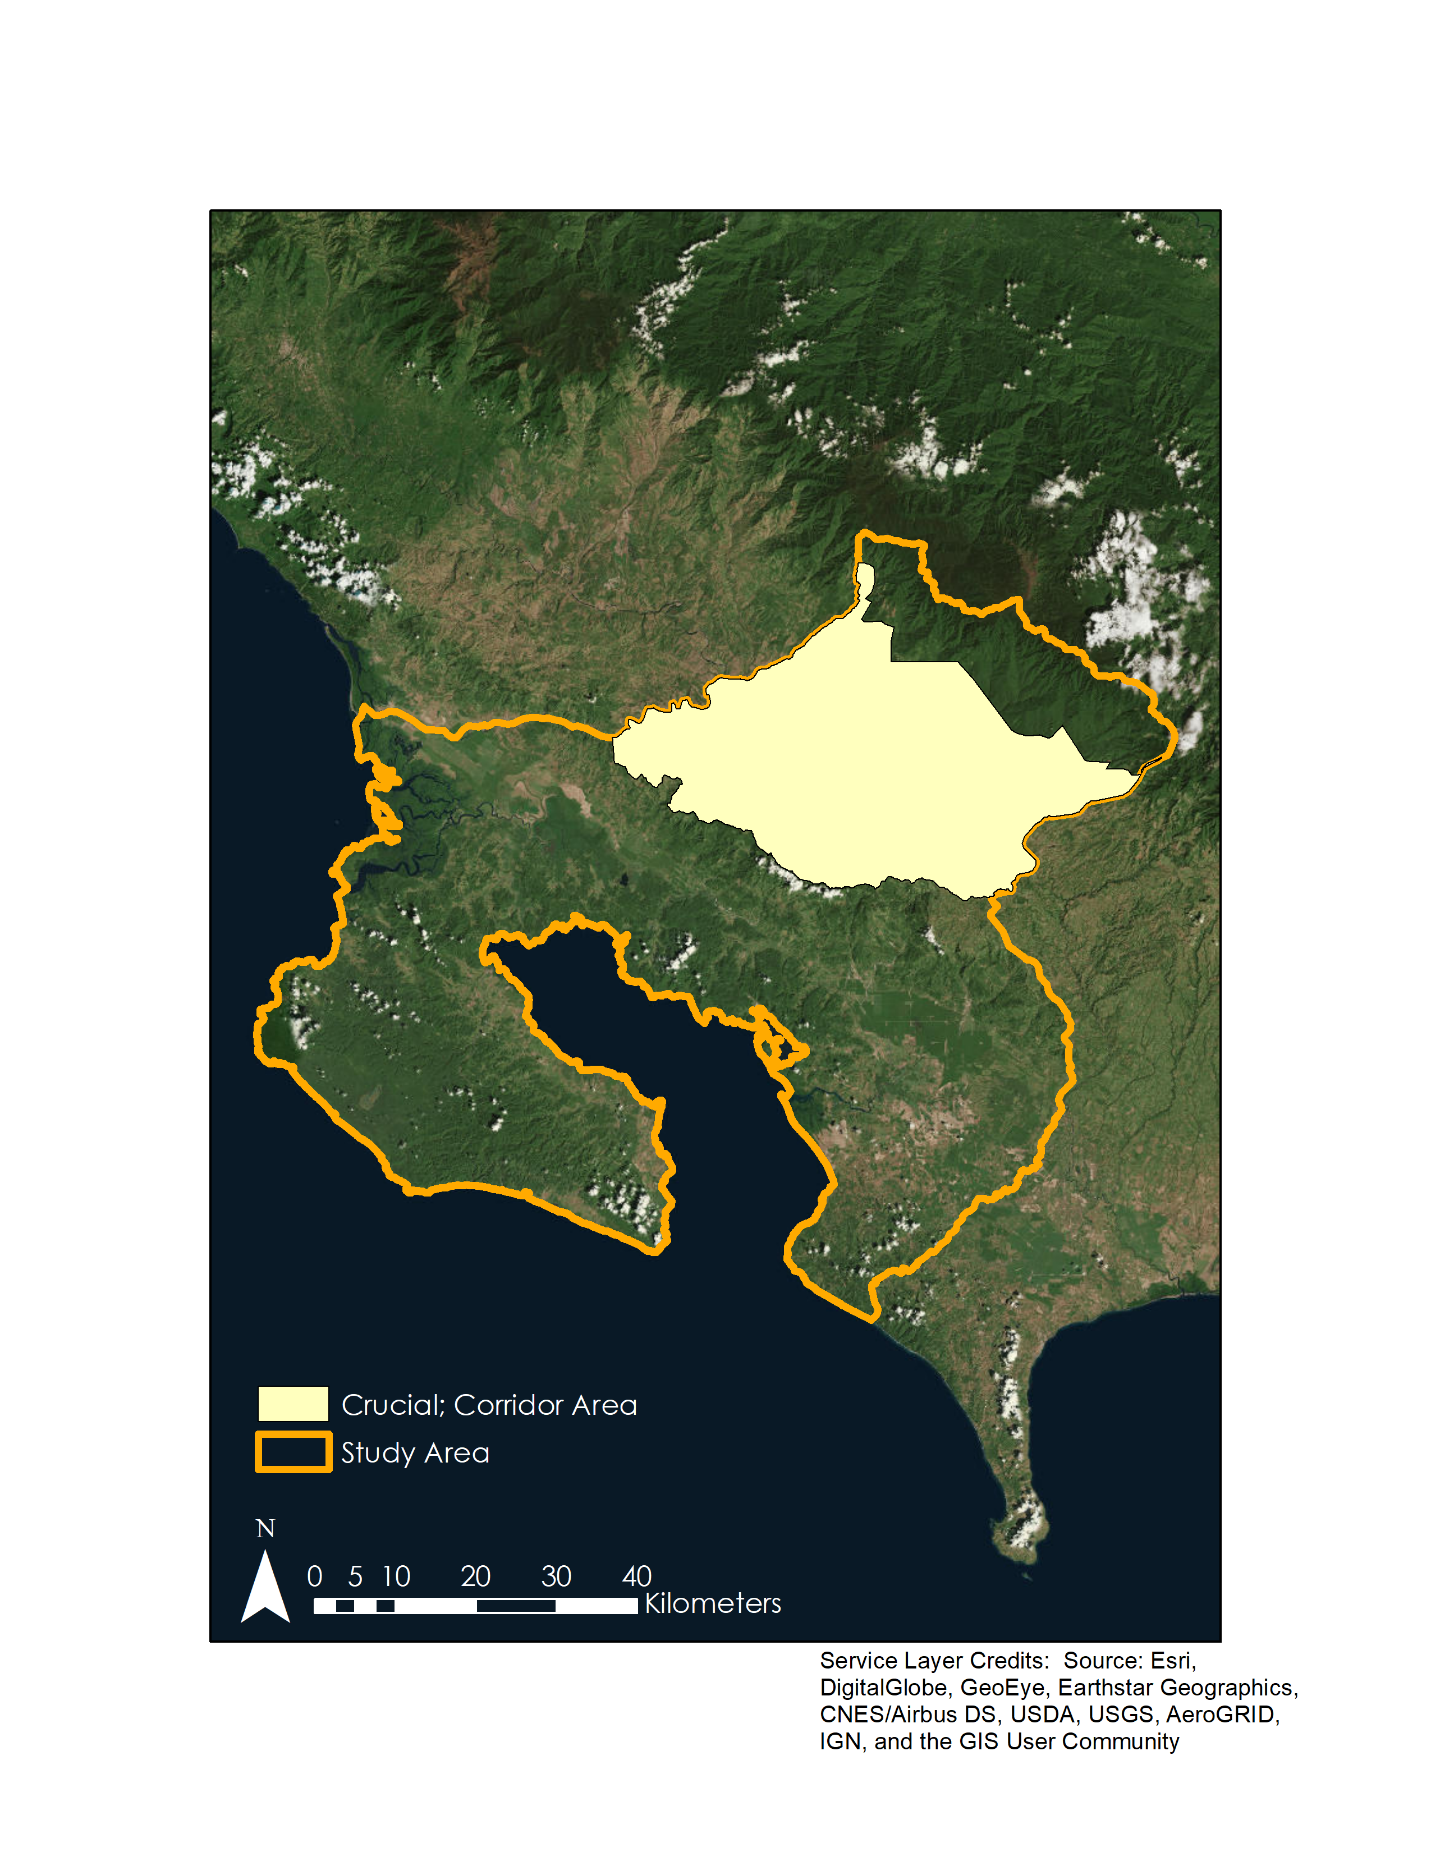 Crucial; Corridor Area
Study Area
N
0 5 10 20 30 40
Kilometers
Service Layer Credits:  Source: Esri,
DigitalGlobe, GeoEye, Earthstar Geographics,
CNES/Airbus DS, USDA, USGS, AeroGRID,
IGN, and the GIS User Community